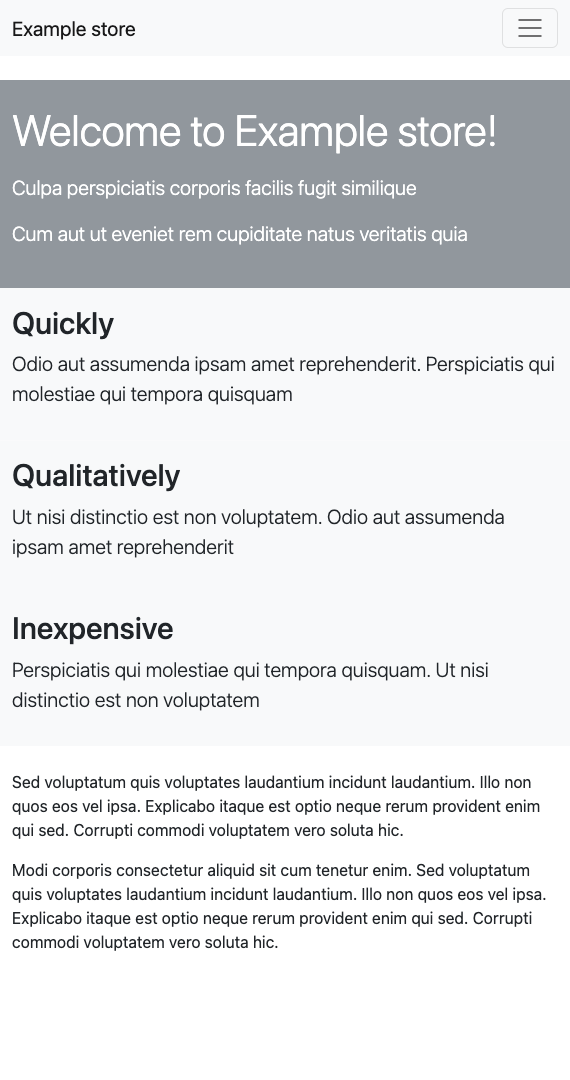 Example store
Welcome to Example store!
Culpa perspiciatis corporis facilis fugit similique
Cum aut ut eveniet rem cupiditate natus veritatis quia
Quickly
Odio aut assumenda ipsam amet reprehenderit. Perspiciatis qui
molestiae qui tempora quisquam
Qualitatively
Ut nisi distinctio est non voluptatem. Odio aut assumenda
ipsam amet reprehenderit
Inexpensive
Perspiciatis qui molestiae qui tempora quisquam. Ut nisi
distinctio est non voluptatem
Sed voluptatum quis voluptates laudantium incidunt laudantium. Illo non
quos eos vel ipsa. Explicabo itaque est optio neque rerum provident enim
qui sed. Corrupti commodi voluptatem vero soluta hic.
Modi corporis consectetur aliquid sit cum tenetur enim. Sed voluptatum
quis voluptates laudantium incidunt laudantium. Illo non quos eos vel ipsa.
Explicabo itaque est optio neque rerum provident enim qui sed. Corrupti
commodi voluptatem vero soluta hic.